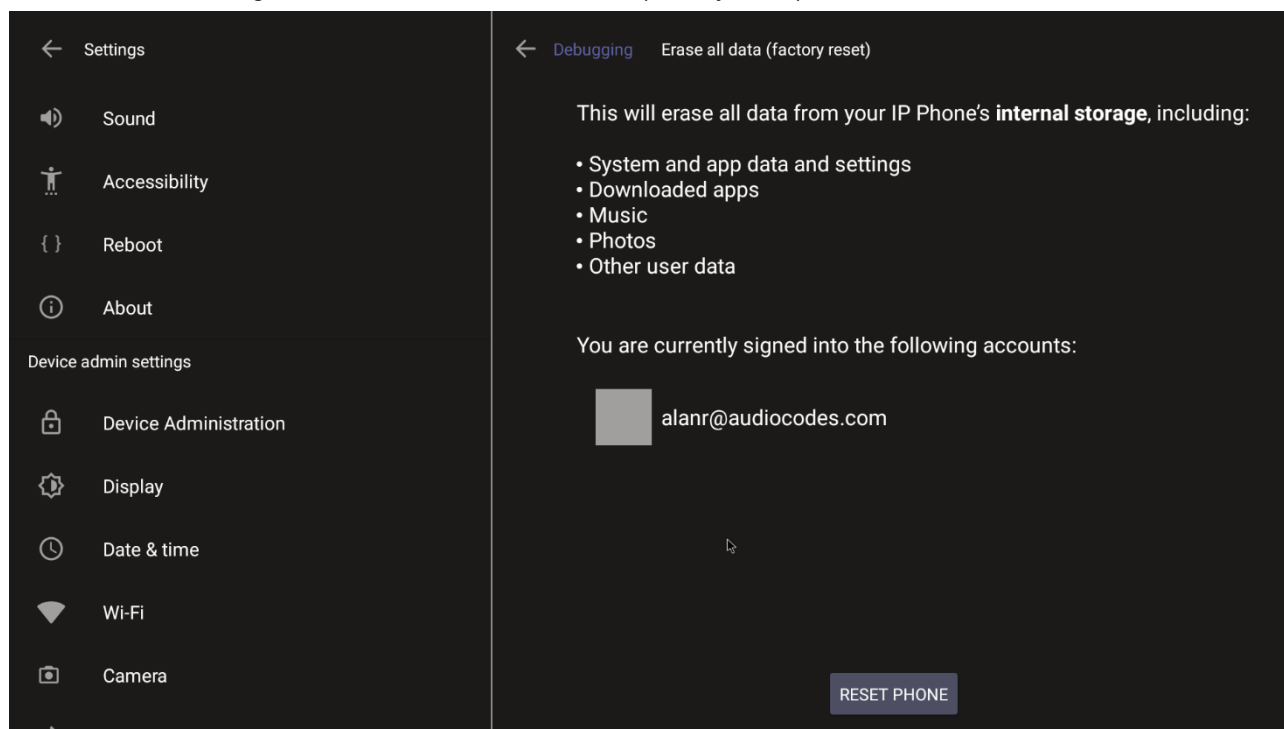 Settings
Sound
Accessibility
{ } Reboot
About
Device admin settings
Device Administration
Display
Date & time
Wi-Fi
Camera
Debugging Erase all data (factory reset)
This will erase all data from your IP Phone's internal storage, including:
• System and app data and settings
• Downloaded apps
• Music
• Photos
• Other user data
You are currently signed into the following accounts:
alanr@audiocodes.com
RESET PHONE